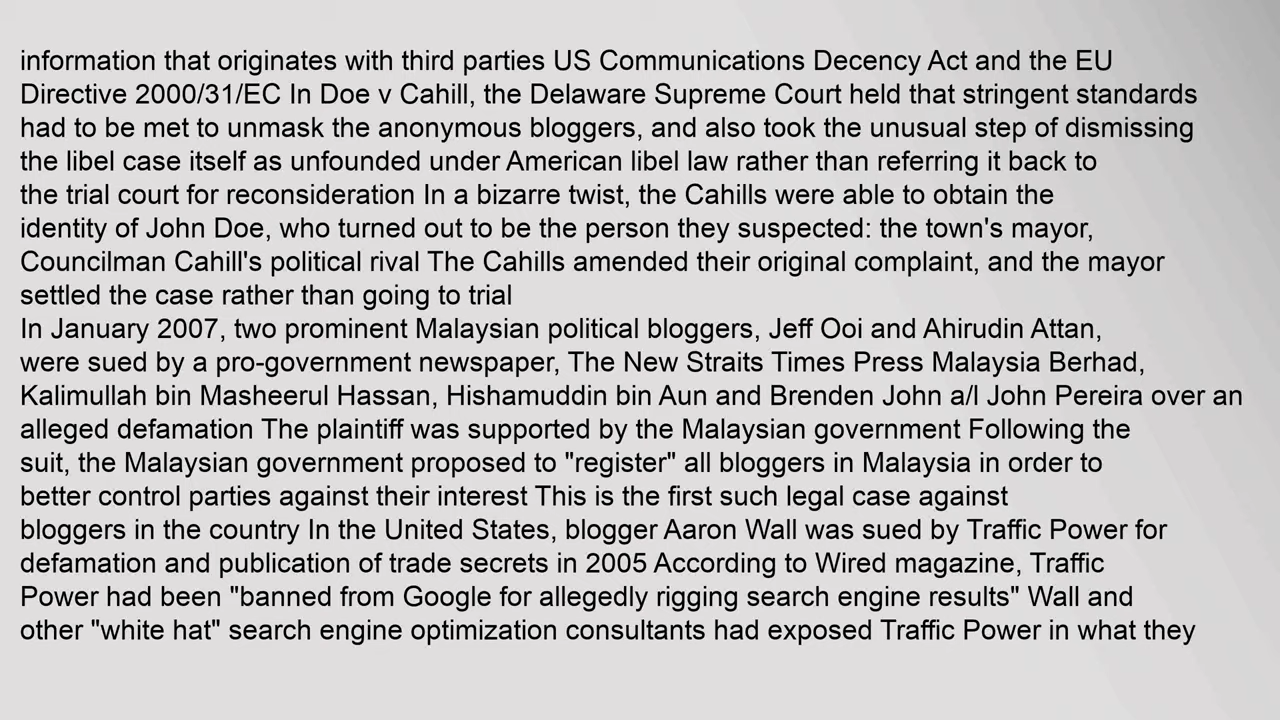 information that originates with third parties US Communications Decency Act and the EU
Directive 2000/31/EC In Doe v Cahill, the Delaware Supreme Court held that stringent standards
had to be met to unmask the anonymous bloggers, and also took the unusual step of dismissing
the libel case itself as unfounded under American libel law rather than referring it back to
the trial court for reconsideration In a bizarre twist, the Cahills were able to obtain the
identity of John Doe, who turned out to be the person they suspected: the town's mayor,
Councilman Cahill's political rival The Cahills amended their original complaint, and the mayor
settled the case rather than going to trial
In January 2007, two prominent Malaysian political bloggers, Jeff Ooi and Ahirudin Attan,
were sued by a pro-government newspaper, The New Straits Times Press Malaysia Berhad,
Kalimullah bin Masheerul Hassan, Hishamuddin bin Aun and Brenden John a/l John Pereira over an
alleged defamation The plaintiff was supported by the Malaysian government Following the
suit, the Malaysian government proposed to "register" all bloggers in Malaysia in order to
better control parties against their interest This is the first such legal case against
bloggers in the country In the United States, blogger Aaron Wall was sued by Traffic Power for
defamation and publication of trade secrets in 2005 According to Wired magazine, Traffic
Power had been "banned from Google for allegedly rigging search engine results" Wall and
other "white hat" search engine optimization consultants had exposed Traffic Power in what they